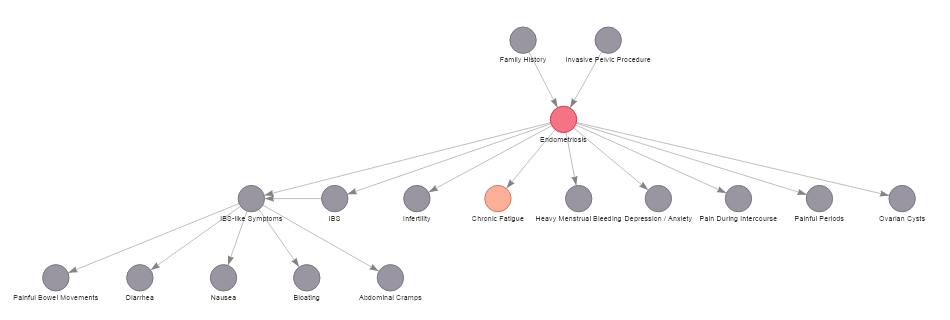 Family History
Invasive Pelvic Procedure
Endometriosis
IBS-like Symptoms
IBS
Infertility
Chronic Fatigue
Heavy Menstrual Bleeding
Depression / Anxiety
Pain During Intercourse
Painful Periods
Ovarian Cysts
Painful Bowel Movements
Diarrhea
Nausea
Bloating
Abdominal Cramps